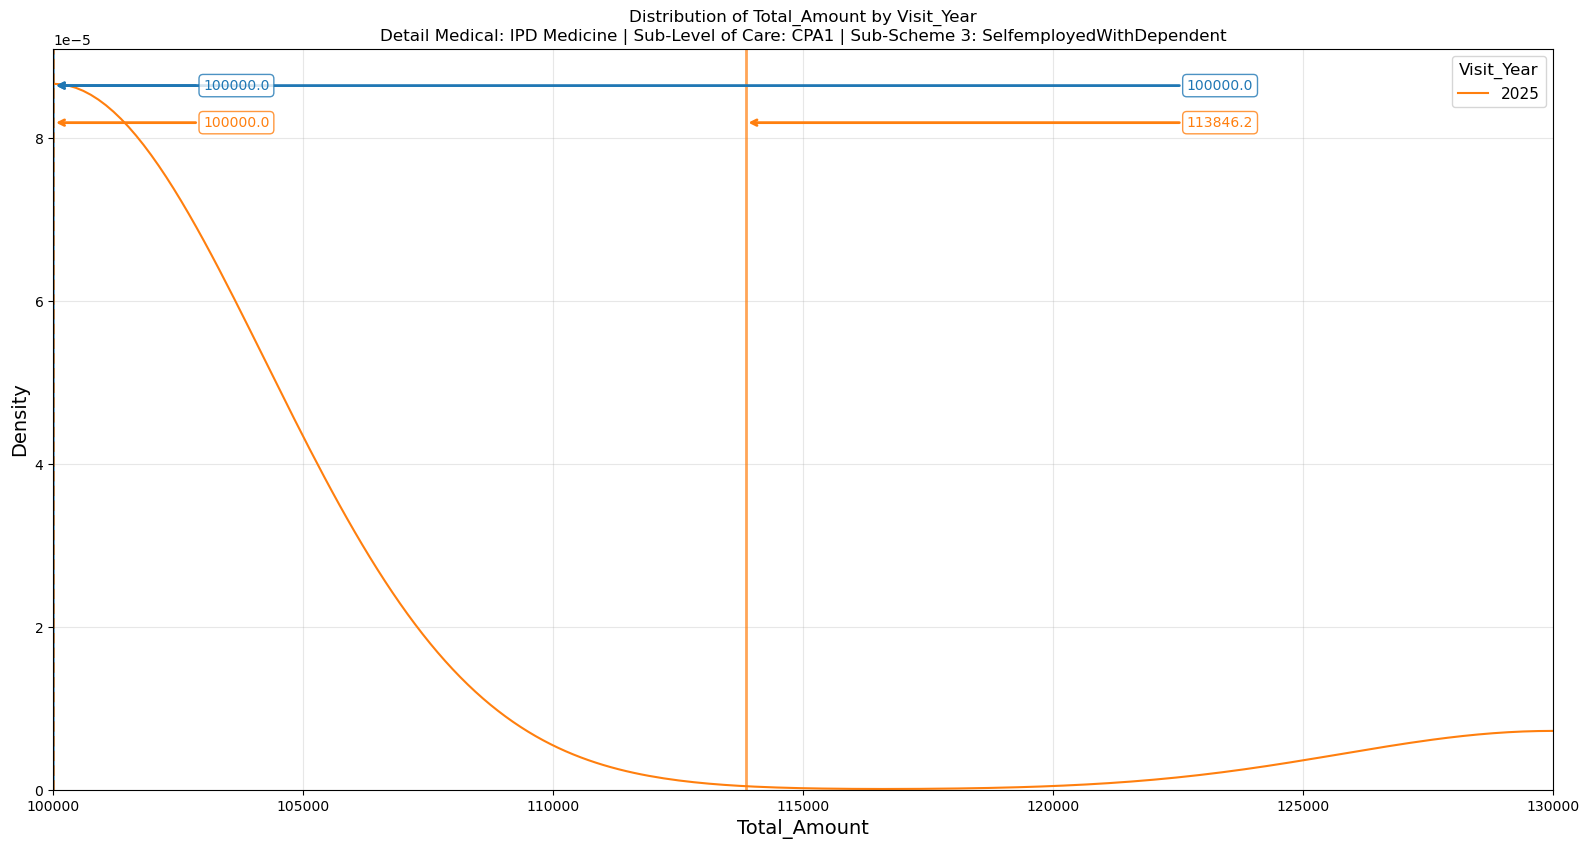 Distribution of Total_Amount by Visit_Year
Detail Medical: IPD Medicine | Sub-Level of Care: CPA1 | Sub-Scheme 3: SelfemployedWithDependent
1e−5
Visit_Year
2025
100000.0
100000.0
100000.0
113846.2
8
6
4
2
0
Density
100000
105000
110000
115000
120000
125000
130000
Total_Amount